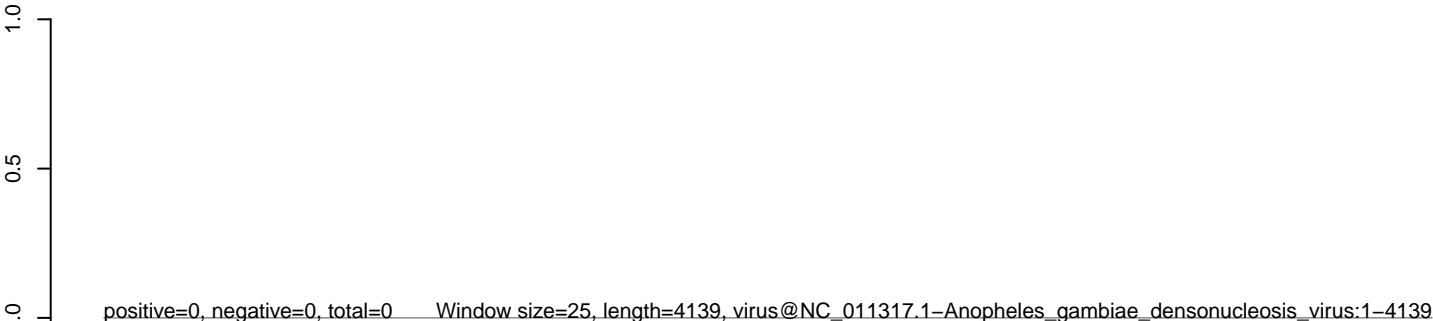 1.0
0.5
.0
positive=0, negative=0, total=0 Window size=25, length=4139, virus@NC_011317.1−Anopheles_gambiae_densonucleosis_virus:1−4139